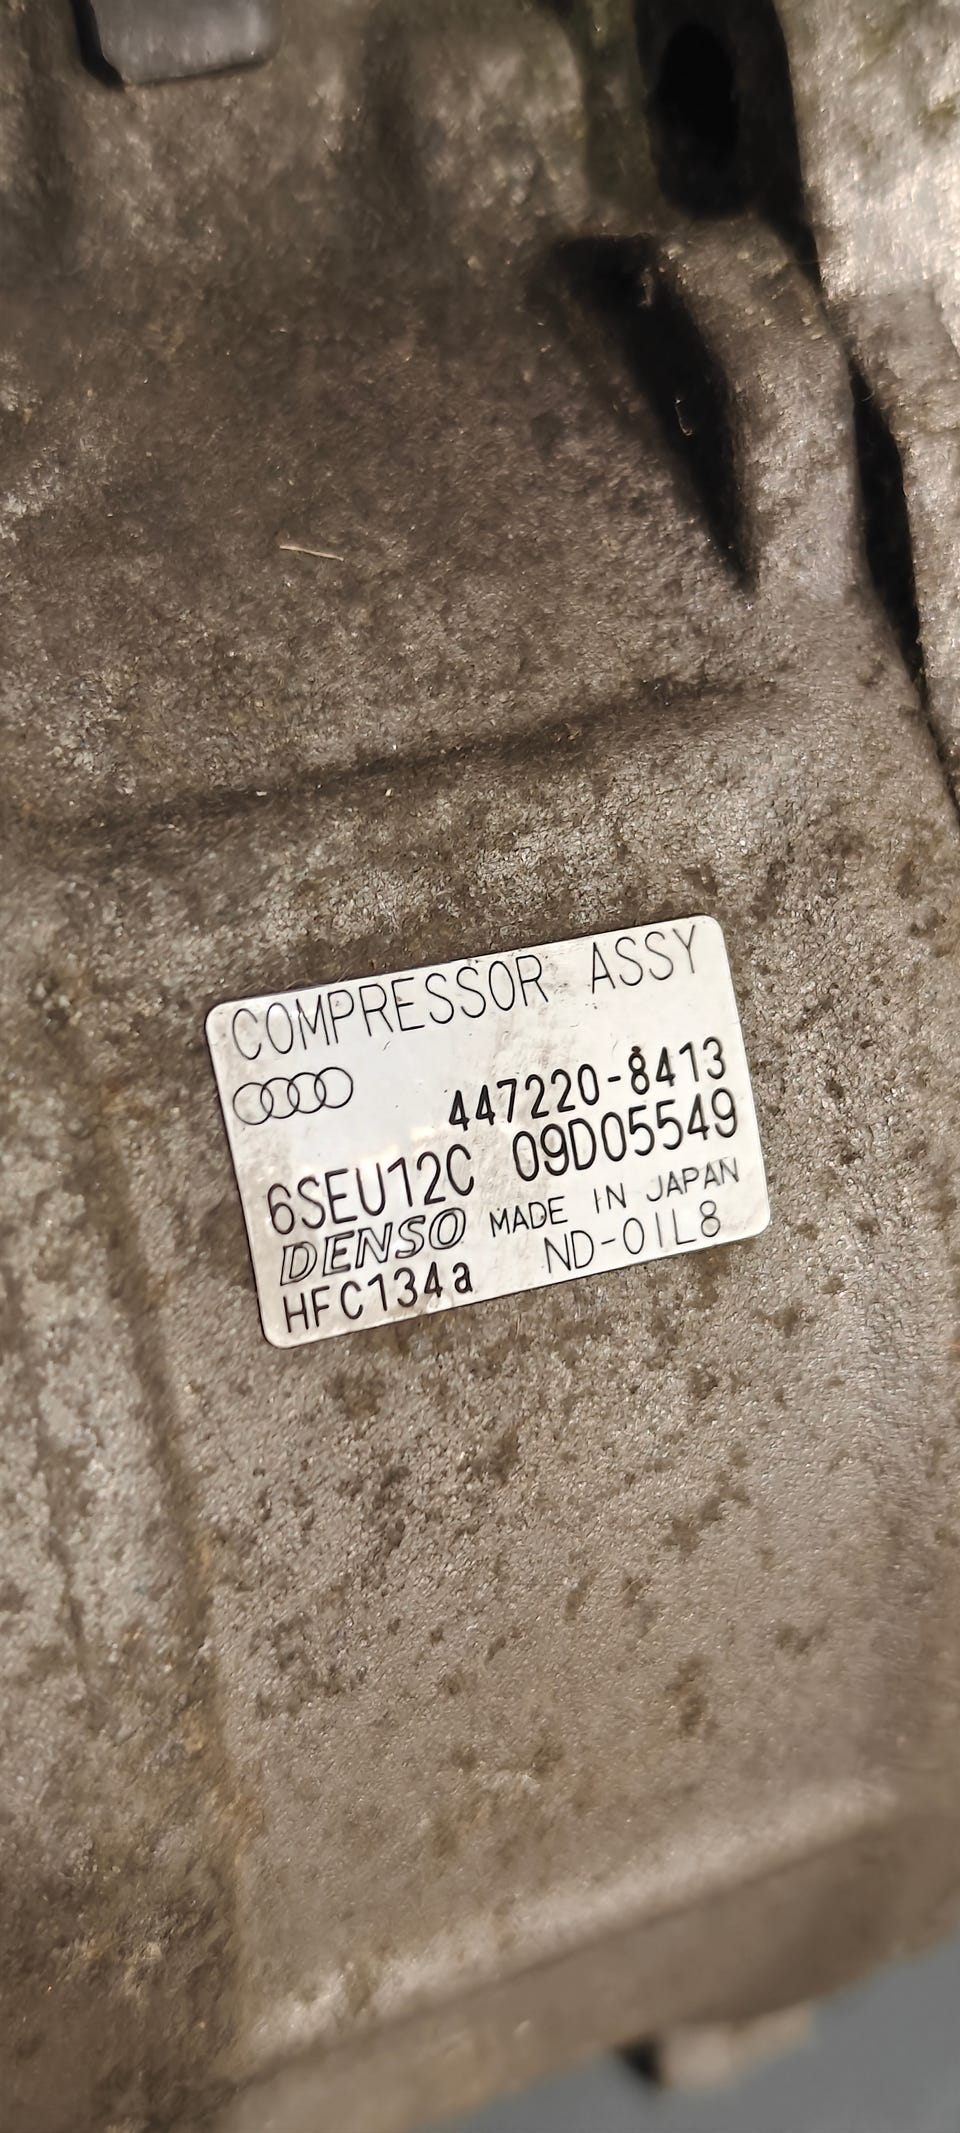 COMPRESSOR ASSY
447220-8413
6SEU12C 09D05549
DENSO MADE IN JAPAN
HFC134a ND-OIL8